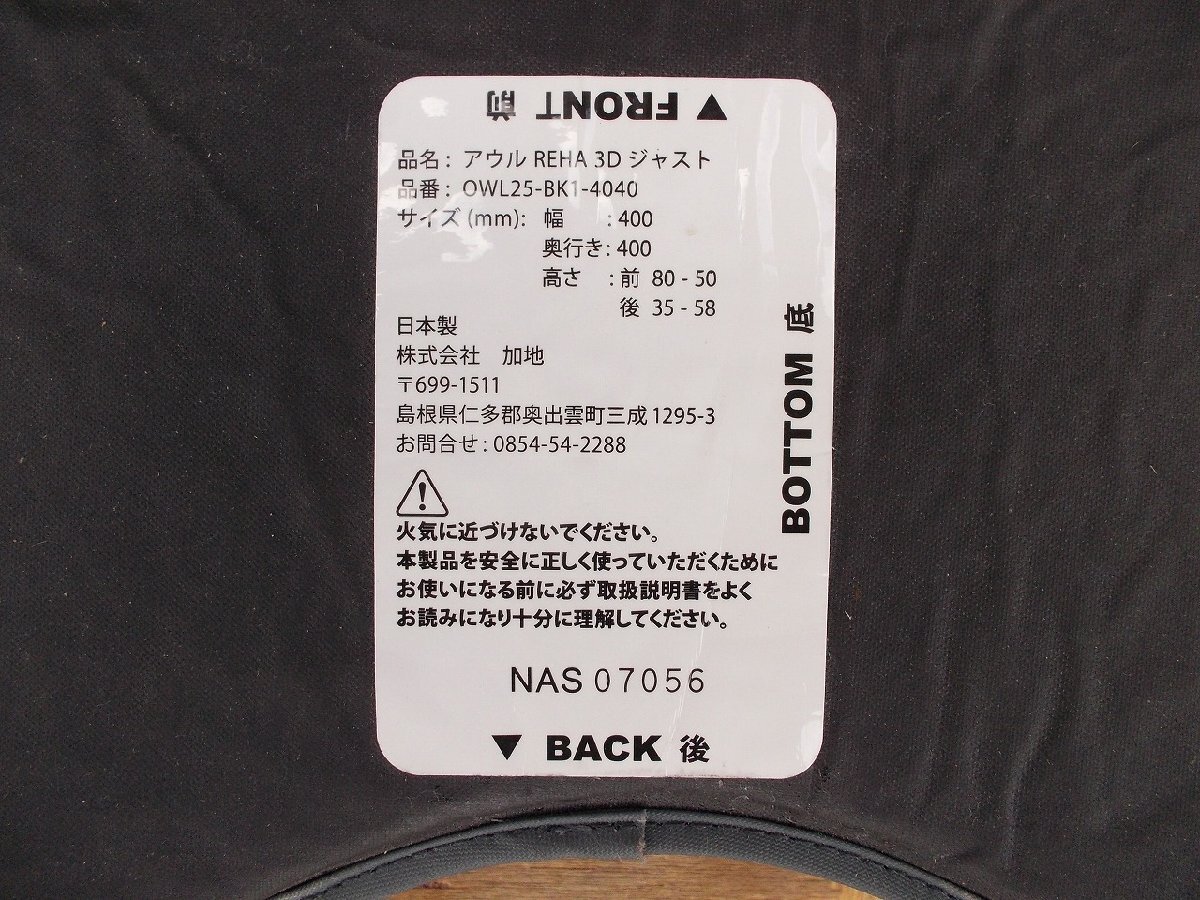 ▼ FRONT 前
品名: アウル REHA 3D ジャスト
品番: OWL25-BK1-4040
サイズ (mm): 幅 : 400
奥行き: 400
高さ : 前 80 - 50
後 35 - 58
日本製
株式会社 加地
〒699-1511
島根県仁多郡奥出雲町三成1295-3
お問合せ: 0854-54-2288
火気に近づけないでください。
本製品を安全に正しく使っていただくために
お使いになる前に必ず取扱説明書をよく
お読みになり十分に理解してください。
BOTTOM 底
NAS 07056
▼ BACK 後